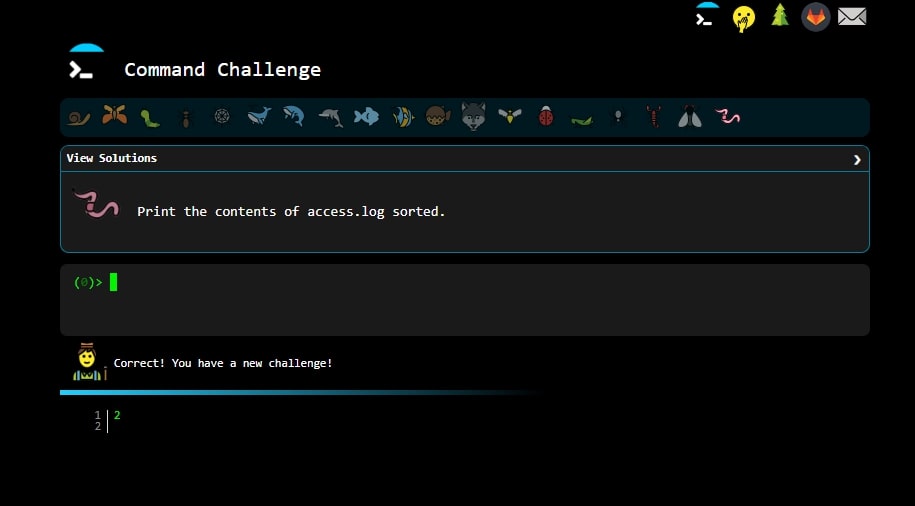 Command Challenge
View Solutions
Print the contents of access.log sorted.
(0)>
Correct! You have a new challenge!
1 2
2